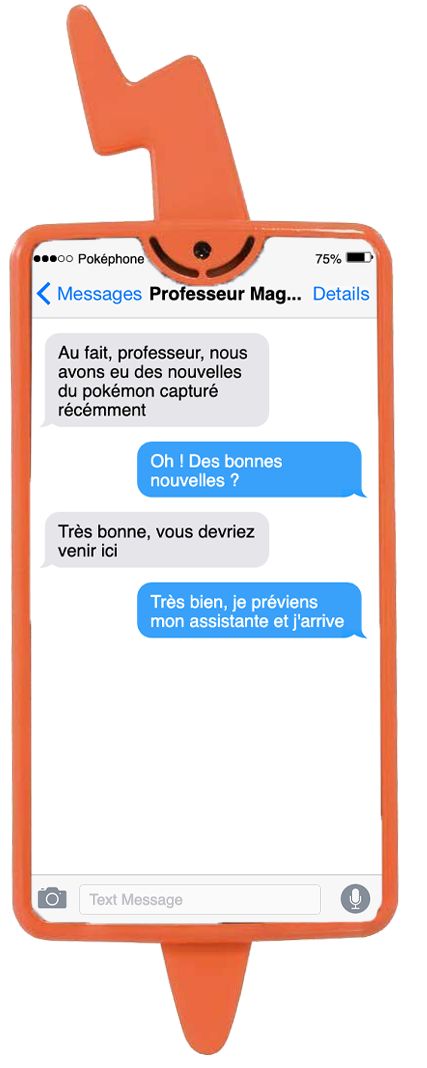 Poképhone 75%
Messages Professeur Mag... Details
Au fait, professeur, nous
avons eu des nouvelles
du pokémon capturé
récémment
Oh ! Des bonnes
nouvelles ?
Très bonne, vous devriez
venir ici
Très bien, je préviens
mon assistante et j'arrive
Text Message